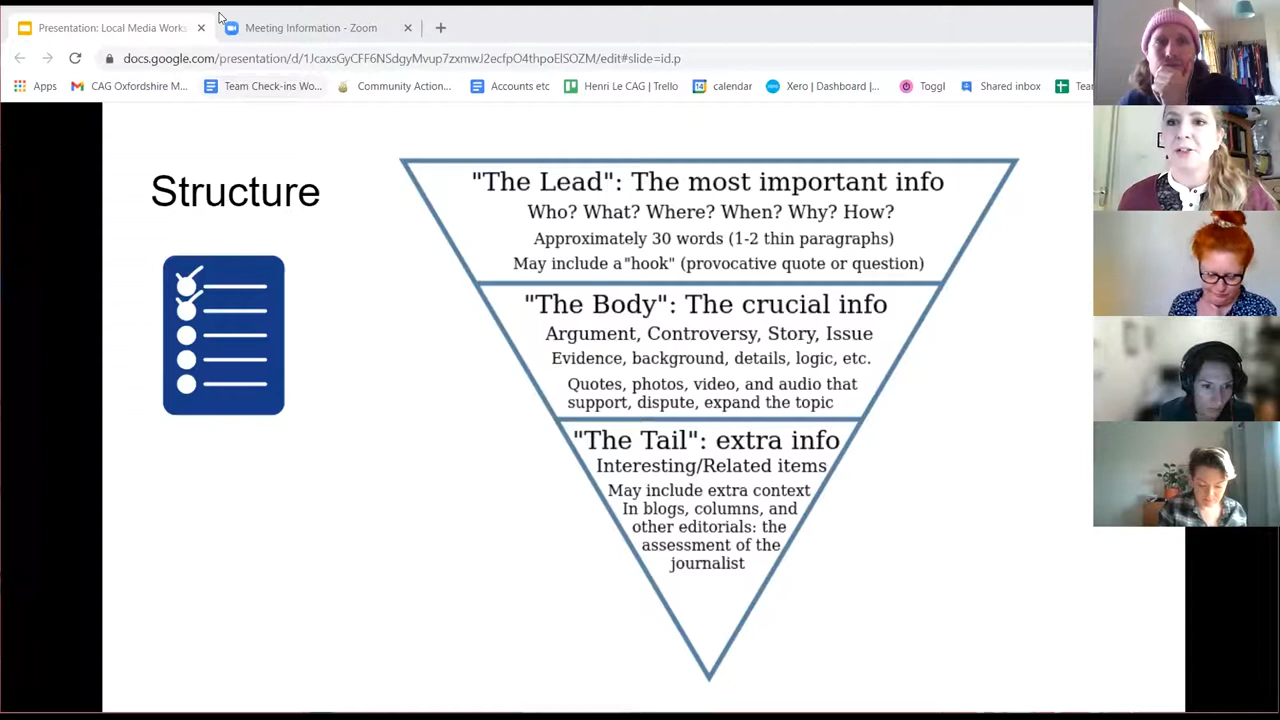 Presentation: Local Media Works
Meeting Information - Zoom
docs.google.com/presentation/d/1JcaxsGyCFF6NSdgyMvup7zxmwJ2ecfpO4thpoElSOZM/edit#slide=id.p
Apps
CAG Oxfordshire M...
Team Check-ins Wo...
Community Action...
Accounts etc
Henri Le CAG | Trello
calendar
Xero | Dashboard |...
Toggl
Shared inbox
Structure
"The Lead": The most important info
Who? What? Where? When? Why? How?
Approximately 30 words (1-2 thin paragraphs)
May include a "hook" (provocative quote or question)
"The Body": The crucial info
Argument, Controversy, Story, Issue
Evidence, background, details, logic, etc.
Quotes, photos, video, and audio that
support, dispute, expand the topic
"The Tail": extra info
Interesting/Related items
May include extra context
In blogs, columns, and
other editorials: the
assessment of the
journalist